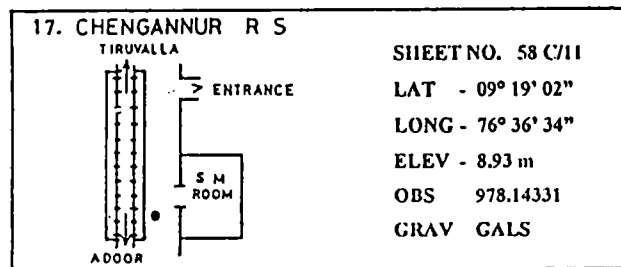 17. CHENGANNUR R S
TIRUVALLA
ENTRANCE
S M
ROOM
ADOOR
SHEET NO. 58 C/11
LAT - 09° 19' 02"
LONG - 76° 36' 34"
ELEV - 8.93 m
OBS 978.14331
GRAV GALS